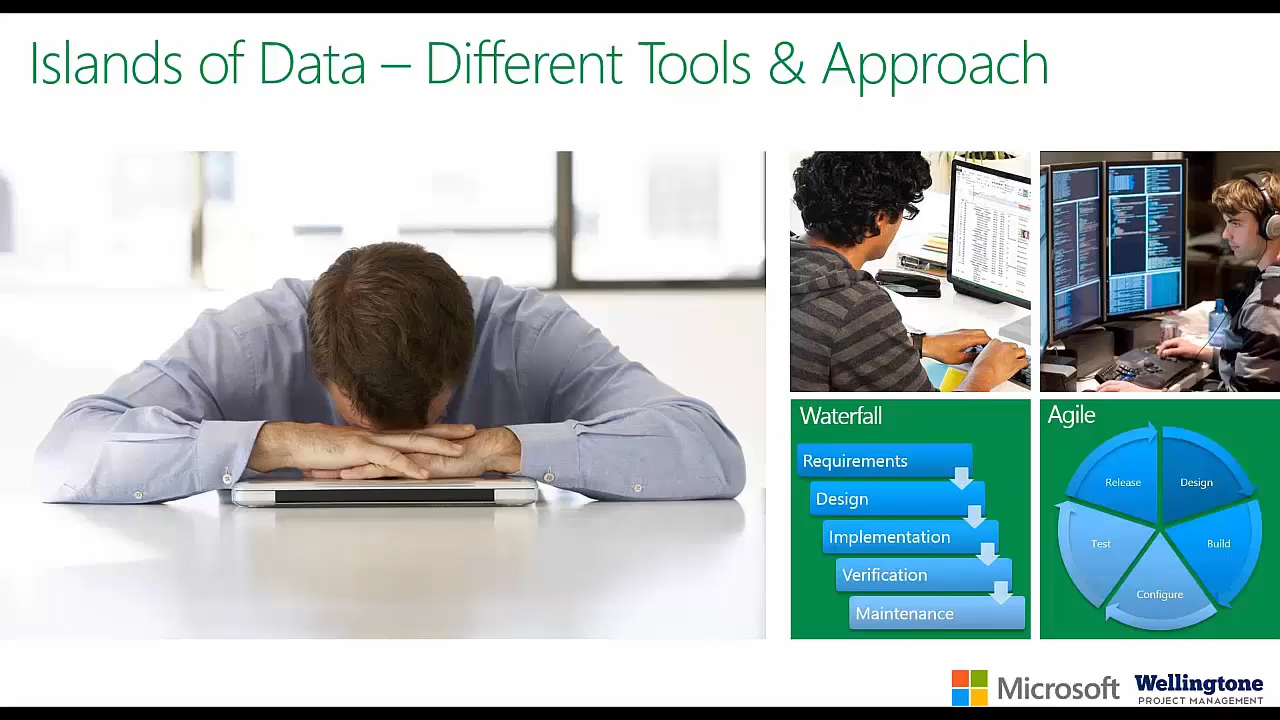 Islands of Data – Different Tools & Approach
Waterfall
Requirements
Design
Implementation
Verification
Maintenance
Agile
Release
Design
Test
Build
Configure
Microsoft
Wellingtone
PROJECT MANAGEMENT